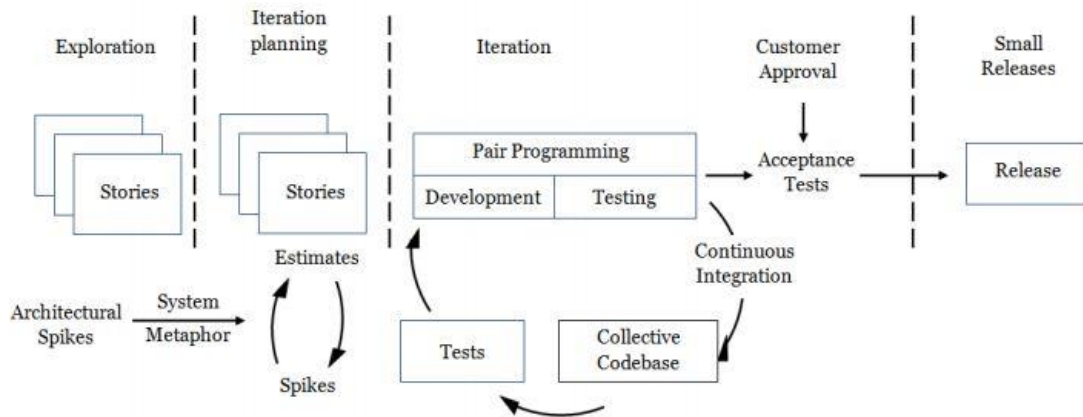 Exploration
Iteration
planning
Iteration
Customer
Approval
Small
Releases
Stories
Stories
Pair Programming
Development
Testing
Acceptance
Tests
Release
Estimates
Continuous
Integration
Architectural
Spikes
System
Metaphor
Spikes
Tests
Collective
Codebase